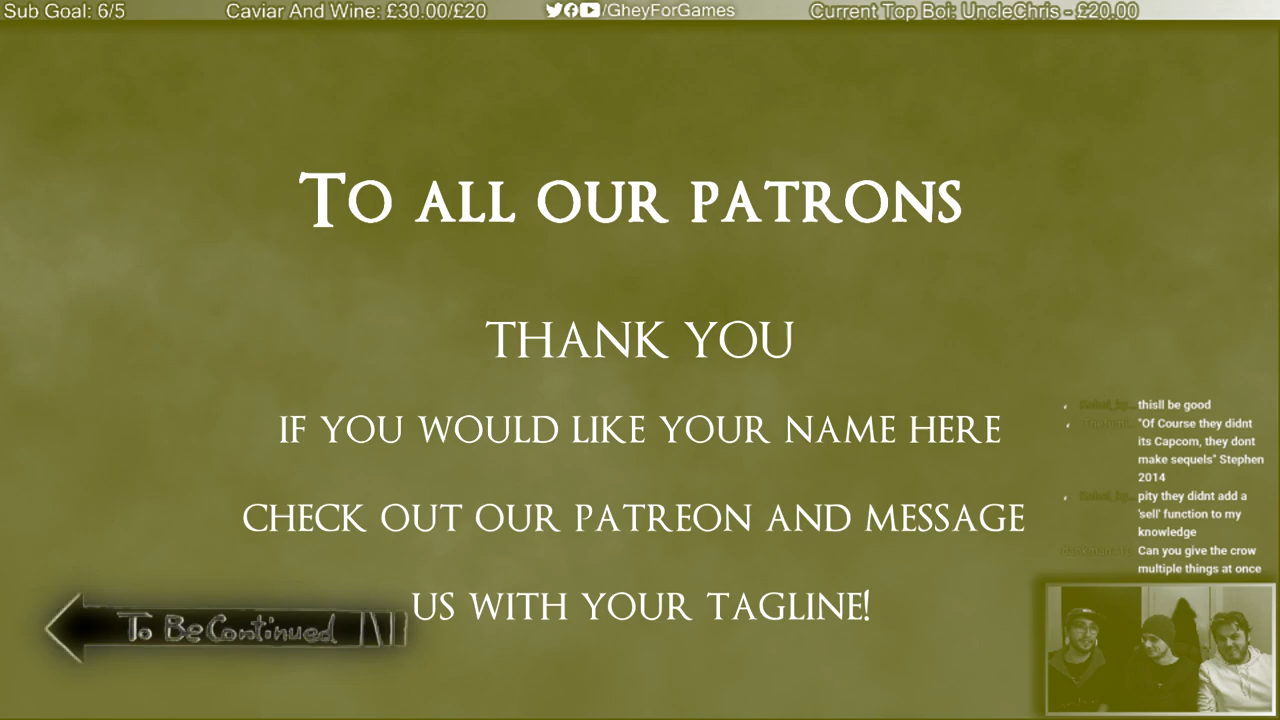 Sub Goal: 6/5 Caviar And Wine: £30.00/£20 /GheyForGames Current Top Boi: UncleChris - £20.00
To all our patrons
THANK YOU
IF YOU WOULD LIKE YOUR NAME HERE
CHECK OUT OUR PATREON AND MESSAGE
US WITH YOUR TAGLINE!
To Be Continued
thisll be good
"Of Course they didnt
its Capcom, they dont
make sequels" Stephen
2014
pity they didnt add a
'sell' function to my
knowledge
Can you give the crow
multiple things at once